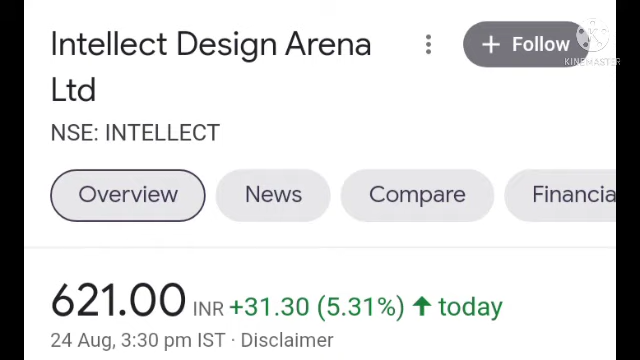 Intellect Design Arena
Ltd
+ Follow
KINEMASTER
NSE: INTELLECT
Overview
News
Compare
Financia
621.00 INR +31.30 (5.31%) ↑ today
24 Aug, 3:30 pm IST · Disclaimer